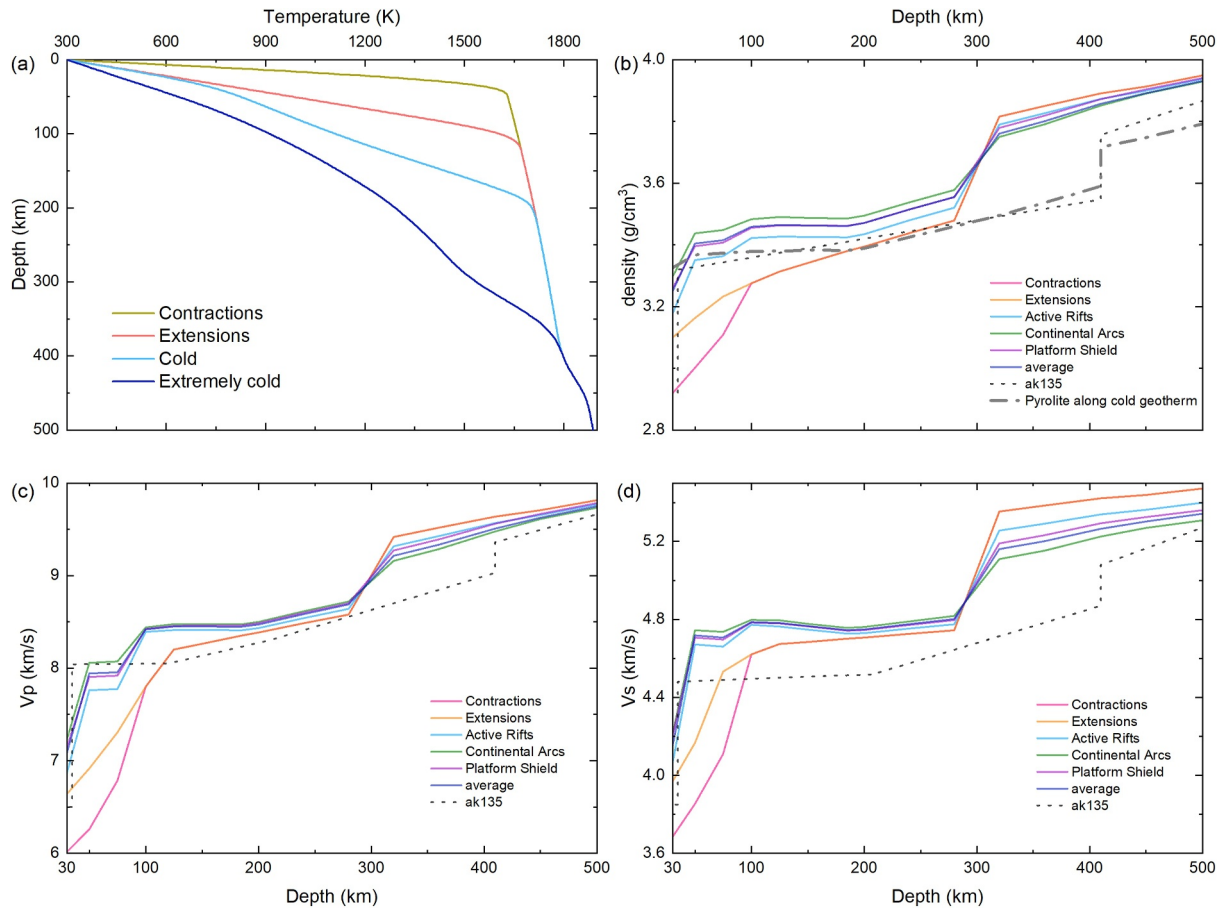 Temperature (K)
300 600 900 1200 1500 1800
(a)
0
100
200
300
400
500
Depth (km)
Contractions
Extensions
Cold
Extremely cold
Depth (km)
100 200 300 400 500
(b)
4.0
3.6
3.2
2.8
density (g/cm³)
Contractions
Extensions
Active Rifts
Continental Arcs
Platform Shield
average
ak135
Pyrolite along cold geotherm
(c)
10
9
8
7
6
Vp (km/s)
Contractions
Extensions
Active Rifts
Continental Arcs
Platform Shield
average
ak135
30 100 200 300 400 500
Depth (km)
(d)
5.2
4.8
4.4
4.0
3.6
Vs (km/s)
Contractions
Extensions
Active Rifts
Continental Arcs
Platform Shield
average
ak135
30 100 200 300 400 500
Depth (km)